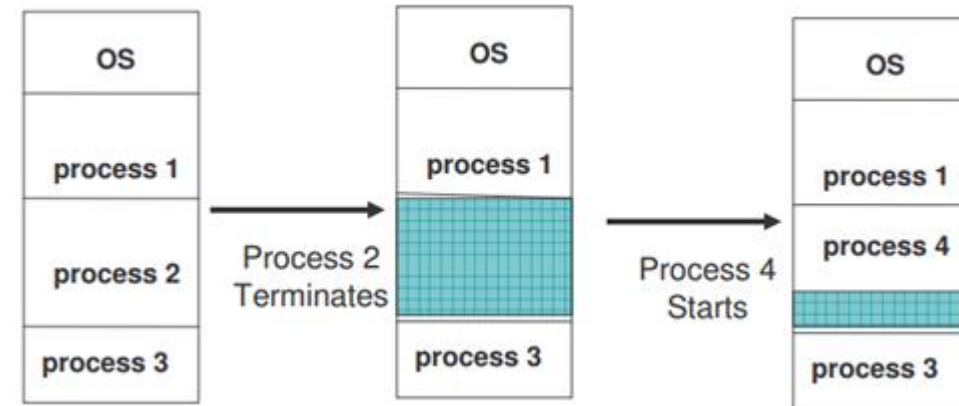 OS
process 1
process 2
process 3
Process 2
Terminates
OS
process 1
process 3
Process 4
Starts
OS
process 1
process 4
process 3